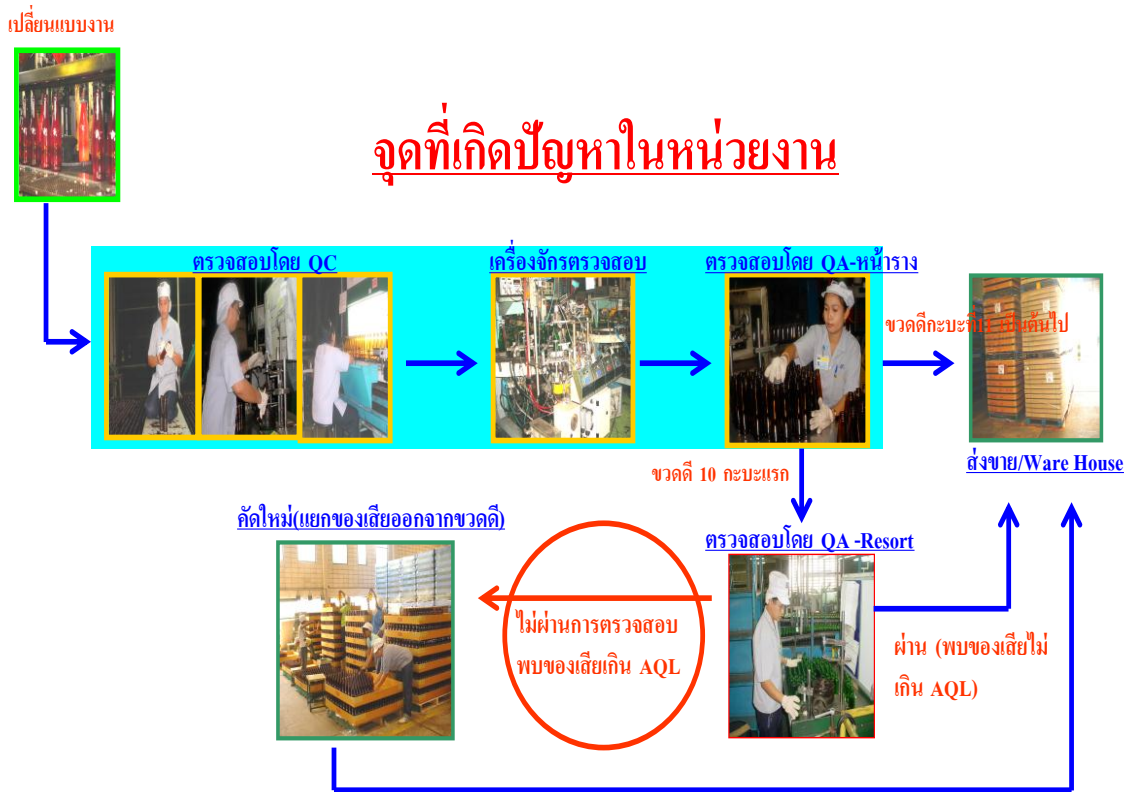 เปลี่ยนแบบงาน
จุดที่เกิดปัญหาในหน่วยงาน
ตรวจสอบโดย QC
เครื่องจักรตรวจสอบ
ตรวจสอบโดย QA-หน้าราง
ขวดดีกะบะที่ เป็นต้นไป
ส่งขาย/Ware House
ขวดดี 10 กะบะแรก
คัดใหม่(แยกของเสียออกจากขวดดี)
ตรวจสอบโดย QA -Resort
ไม่ผ่านการตรวจสอบ
พบของเสียเกิน AQL
ผ่าน (พบของเสียไม่
เกิน AQL)